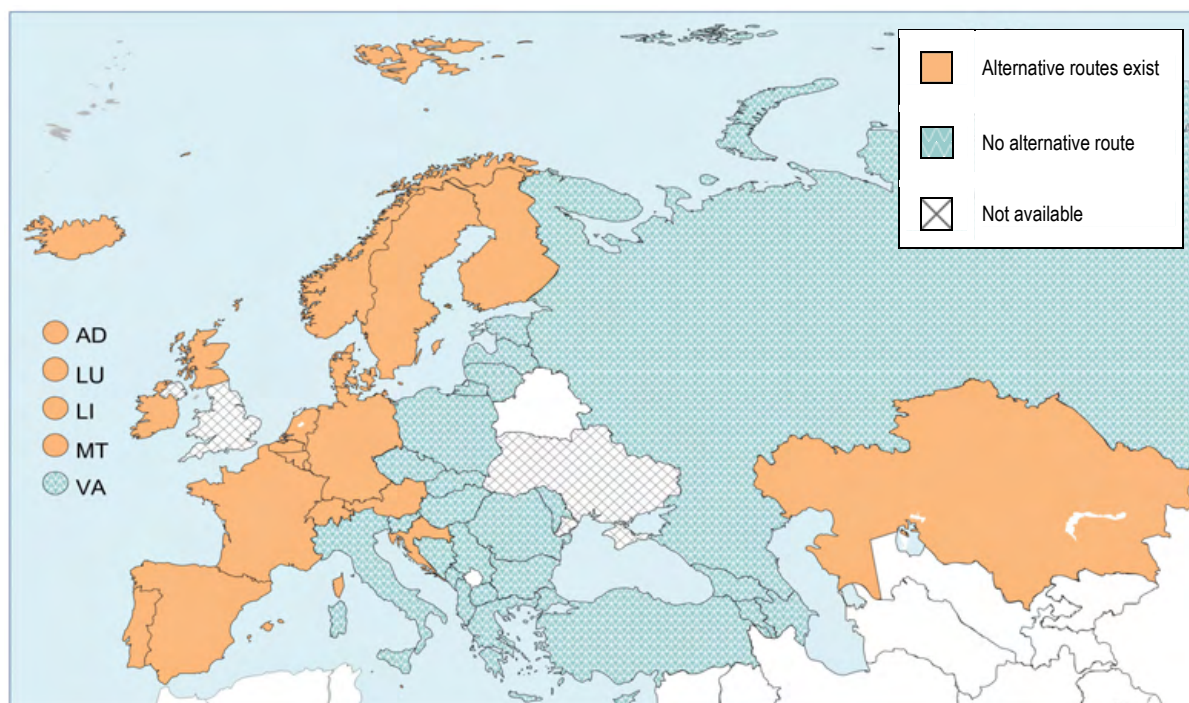 Alternative routes exist
No alternative route
Not available
AD
LU
LI
MT
VA